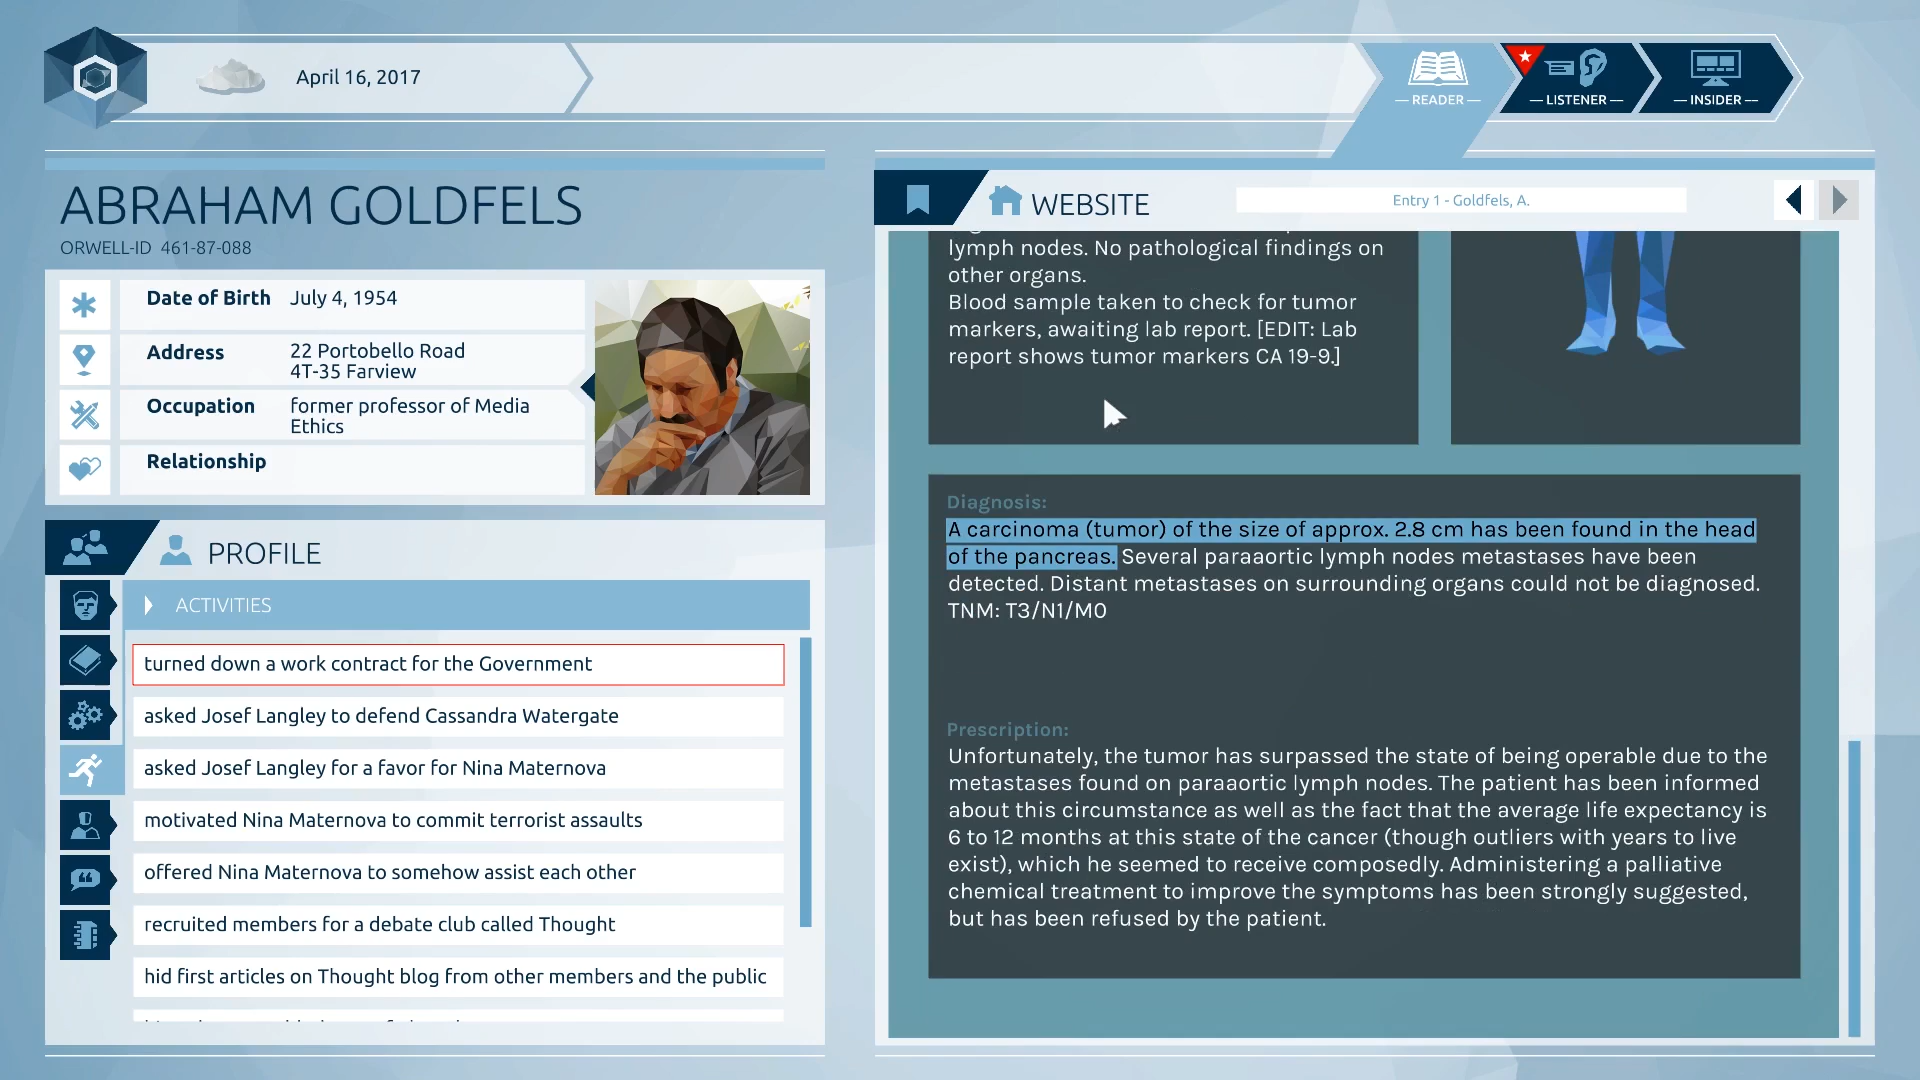 April 16, 2017
READER
LISTENER
INSIDER
ABRAHAM GOLDFELS
ORWELL-ID 461-87-088
Date of Birth July 4, 1954
Address 22 Portobello Road
4T-35 Farview
Occupation former professor of Media
Ethics
Relationship
PROFILE
ACTIVITIES
turned down a work contract for the Government
asked Josef Langley to defend Cassandra Watergate
asked Josef Langley for a favor for Nina Maternova
motivated Nina Maternova to commit terrorist assaults
offered Nina Maternova to somehow assist each other
recruited members for a debate club called Thought
hid first articles on Thought blog from other members and the public
WEBSITE
Entry 1 - Goldfels, A.
lymph nodes. No pathological findings on
other organs.
Blood sample taken to check for tumor
markers, awaiting lab report. [EDIT: Lab
report shows tumor markers CA 19-9.]
Diagnosis:
A carcinoma (tumor) of the size of approx. 2.8 cm has been found in the head
of the pancreas. Several paraaortic lymph nodes metastases have been
detected. Distant metastases on surrounding organs could not be diagnosed.
TNM: T3/N1/M0
Prescription:
Unfortunately, the tumor has surpassed the state of being operable due to the
metastases found on paraaortic lymph nodes. The patient has been informed
about this circumstance as well as the fact that the average life expectancy is
6 to 12 months at this state of the cancer (though outliers with years to live
exist), which he seemed to receive composedly. Administering a palliative
chemical treatment to improve the symptoms has been strongly suggested,
but has been refused by the patient.